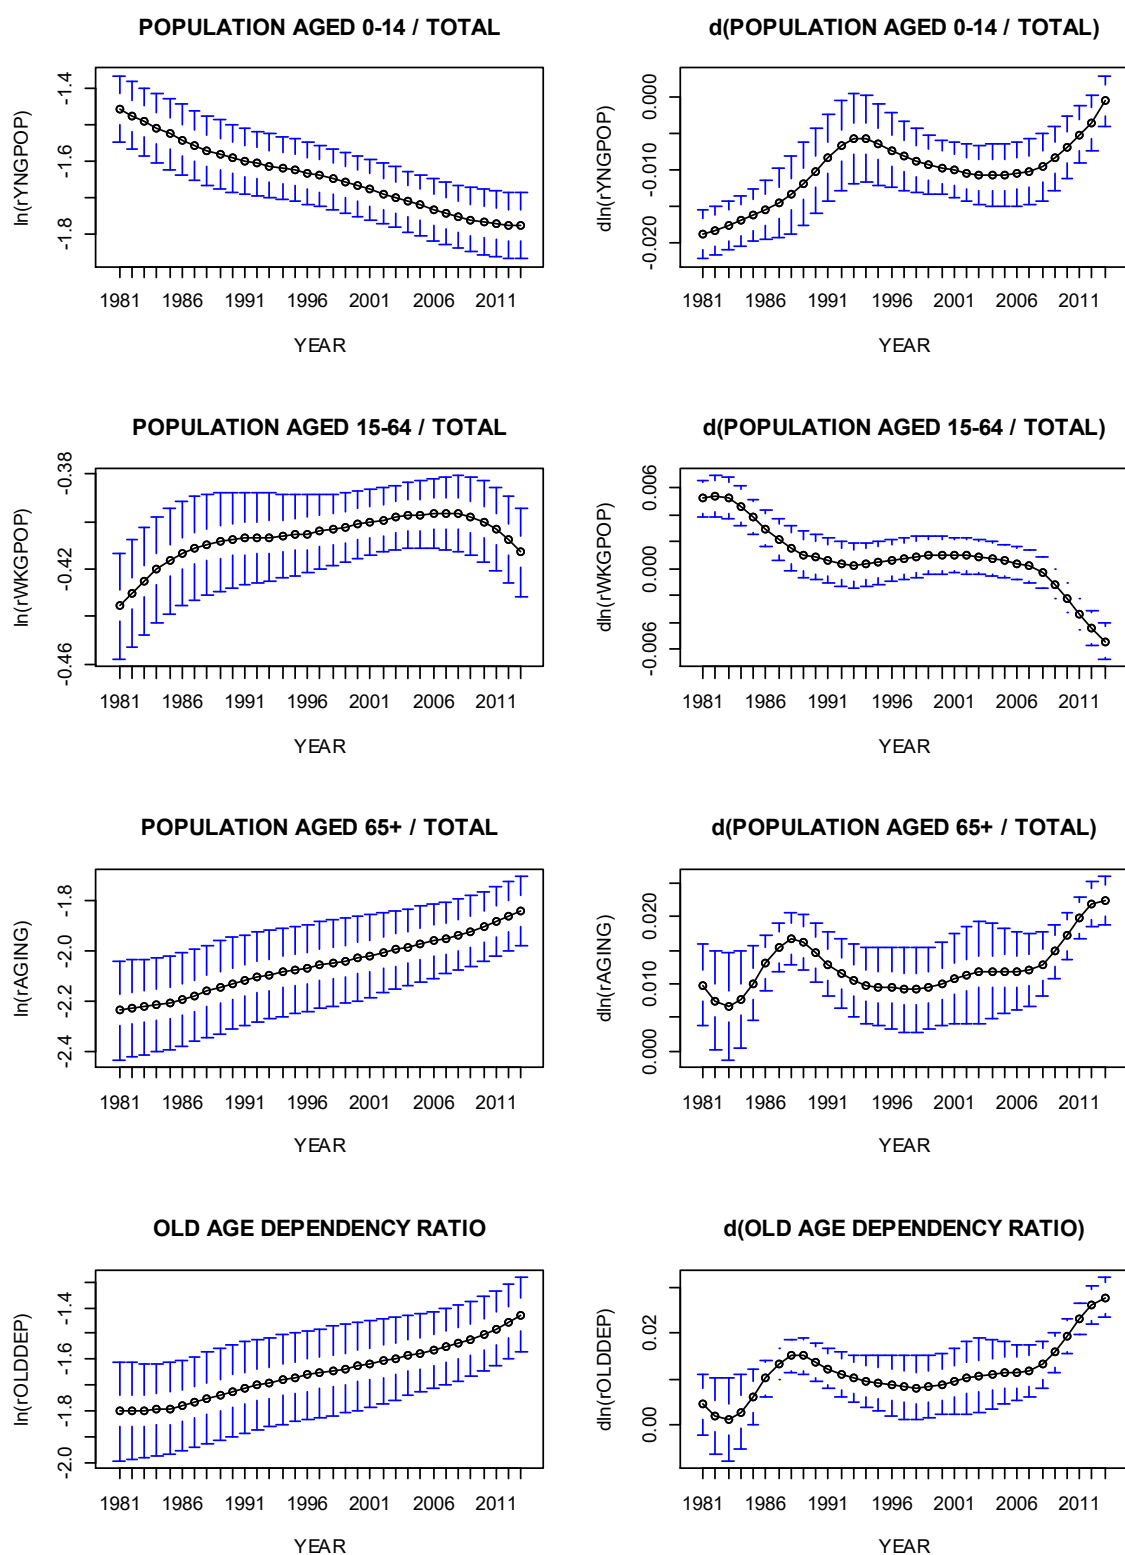 POPULATION AGED 0-14 / TOTAL
ln(rYNGPOP)
-1.4
-1.6
-1.8
1981 1986 1991 1996 2001 2006 2011
YEAR
d(POPULATION AGED 0-14 / TOTAL)
dln(rYNGPOP)
0.000
-0.010
-0.020
1981 1986 1991 1996 2001 2006 2011
YEAR
POPULATION AGED 15-64 / TOTAL
ln(rWKGPOP)
-0.38
-0.42
-0.46
1981 1986 1991 1996 2001 2006 2011
YEAR
d(POPULATION AGED 15-64 / TOTAL)
dln(rWKGPOP)
0.006
0.000
-0.006
1981 1986 1991 1996 2001 2006 2011
YEAR
POPULATION AGED 65+ / TOTAL
ln(rAGING)
-1.8
-2.0
-2.2
-2.4
1981 1986 1991 1996 2001 2006 2011
YEAR
d(POPULATION AGED 65+ / TOTAL)
dln(rAGING)
0.020
0.010
0.000
1981 1986 1991 1996 2001 2006 2011
YEAR
OLD AGE DEPENDENCY RATIO
ln(rOLDDEP)
-1.4
-1.6
-1.8
-2.0
1981 1986 1991 1996 2001 2006 2011
YEAR
d(OLD AGE DEPENDENCY RATIO)
dln(rOLDDEP)
0.02
0.00
1981 1986 1991 1996 2001 2006 2011
YEAR